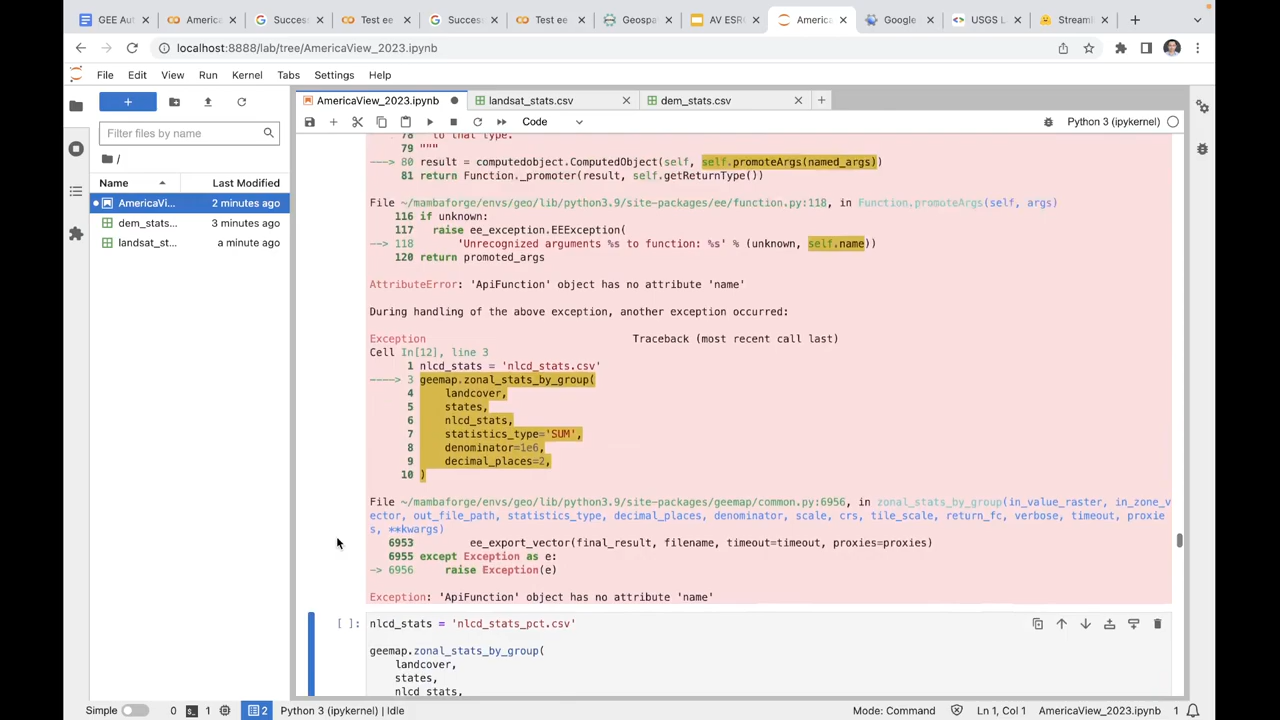 GEE Aut
America
Success
Test ee
Succes
Test ee
Geospa
AV ESR
America
Google
USGS L
Streaml
localhost:8888/lab/tree/AmericaView_2023.ipynb
File Edit View Run Kernel Tabs Settings Help
AmericaView_2023.ipynb
landsat_stats.csv
dem_stats.csv
Code
Python 3 (ipykernel)
Filter files by name
/
Name Last Modified
AmericaVi... 2 minutes ago
dem_stats... 3 minutes ago
landsat_st... a minute ago
78 to that type.
79 """
---> 80 result = computedobject.ComputedObject(self, self.promoteArgs(named_args))
81 return Function._promoter(result, self.getReturnType())
File ~/mambaforge/envs/geo/lib/python3.9/site-packages/ee/function.py:118, in Function.promoteArgs(self, args)
116 if unknown:
117 raise ee_exception.EEException(
--> 118 'Unrecognized arguments %s to function: %s' % (unknown, self.name))
120 return promoted_args
AttributeError: 'ApiFunction' object has no attribute 'name'
During handling of the above exception, another exception occurred:
Exception Traceback (most recent call last)
Cell In[12], line 3
1 nlcd_stats = 'nlcd_stats.csv'
----> 3 geemap.zonal_stats_by_group(
4 landcover,
5 states,
6 nlcd_stats,
7 statistics_type='SUM',
8 denominator=1e6,
9 decimal_places=2,
10 )
File ~/mambaforge/envs/geo/lib/python3.9/site-packages/geemap/common.py:6956, in zonal_stats_by_group(in_value_raster, in_zone_v
ector, out_file_path, statistics_type, decimal_places, denominator, scale, crs, tile_scale, return_fc, verbose, timeout, proxie
s, **kwargs)
6953 ee_export_vector(final_result, filename, timeout=timeout, proxies=proxies)
6955 except Exception as e:
-> 6956 raise Exception(e)
Exception: 'ApiFunction' object has no attribute 'name'
[ ]: nlcd_stats = 'nlcd_stats_pct.csv'
geemap.zonal_stats_by_group(
landcover,
states,
nlcd_stats,
Simple 0 1 2 Python 3 (ipykernel) | Idle
Mode: Command Ln 1, Col 1 AmericaView_2023.ipynb 1